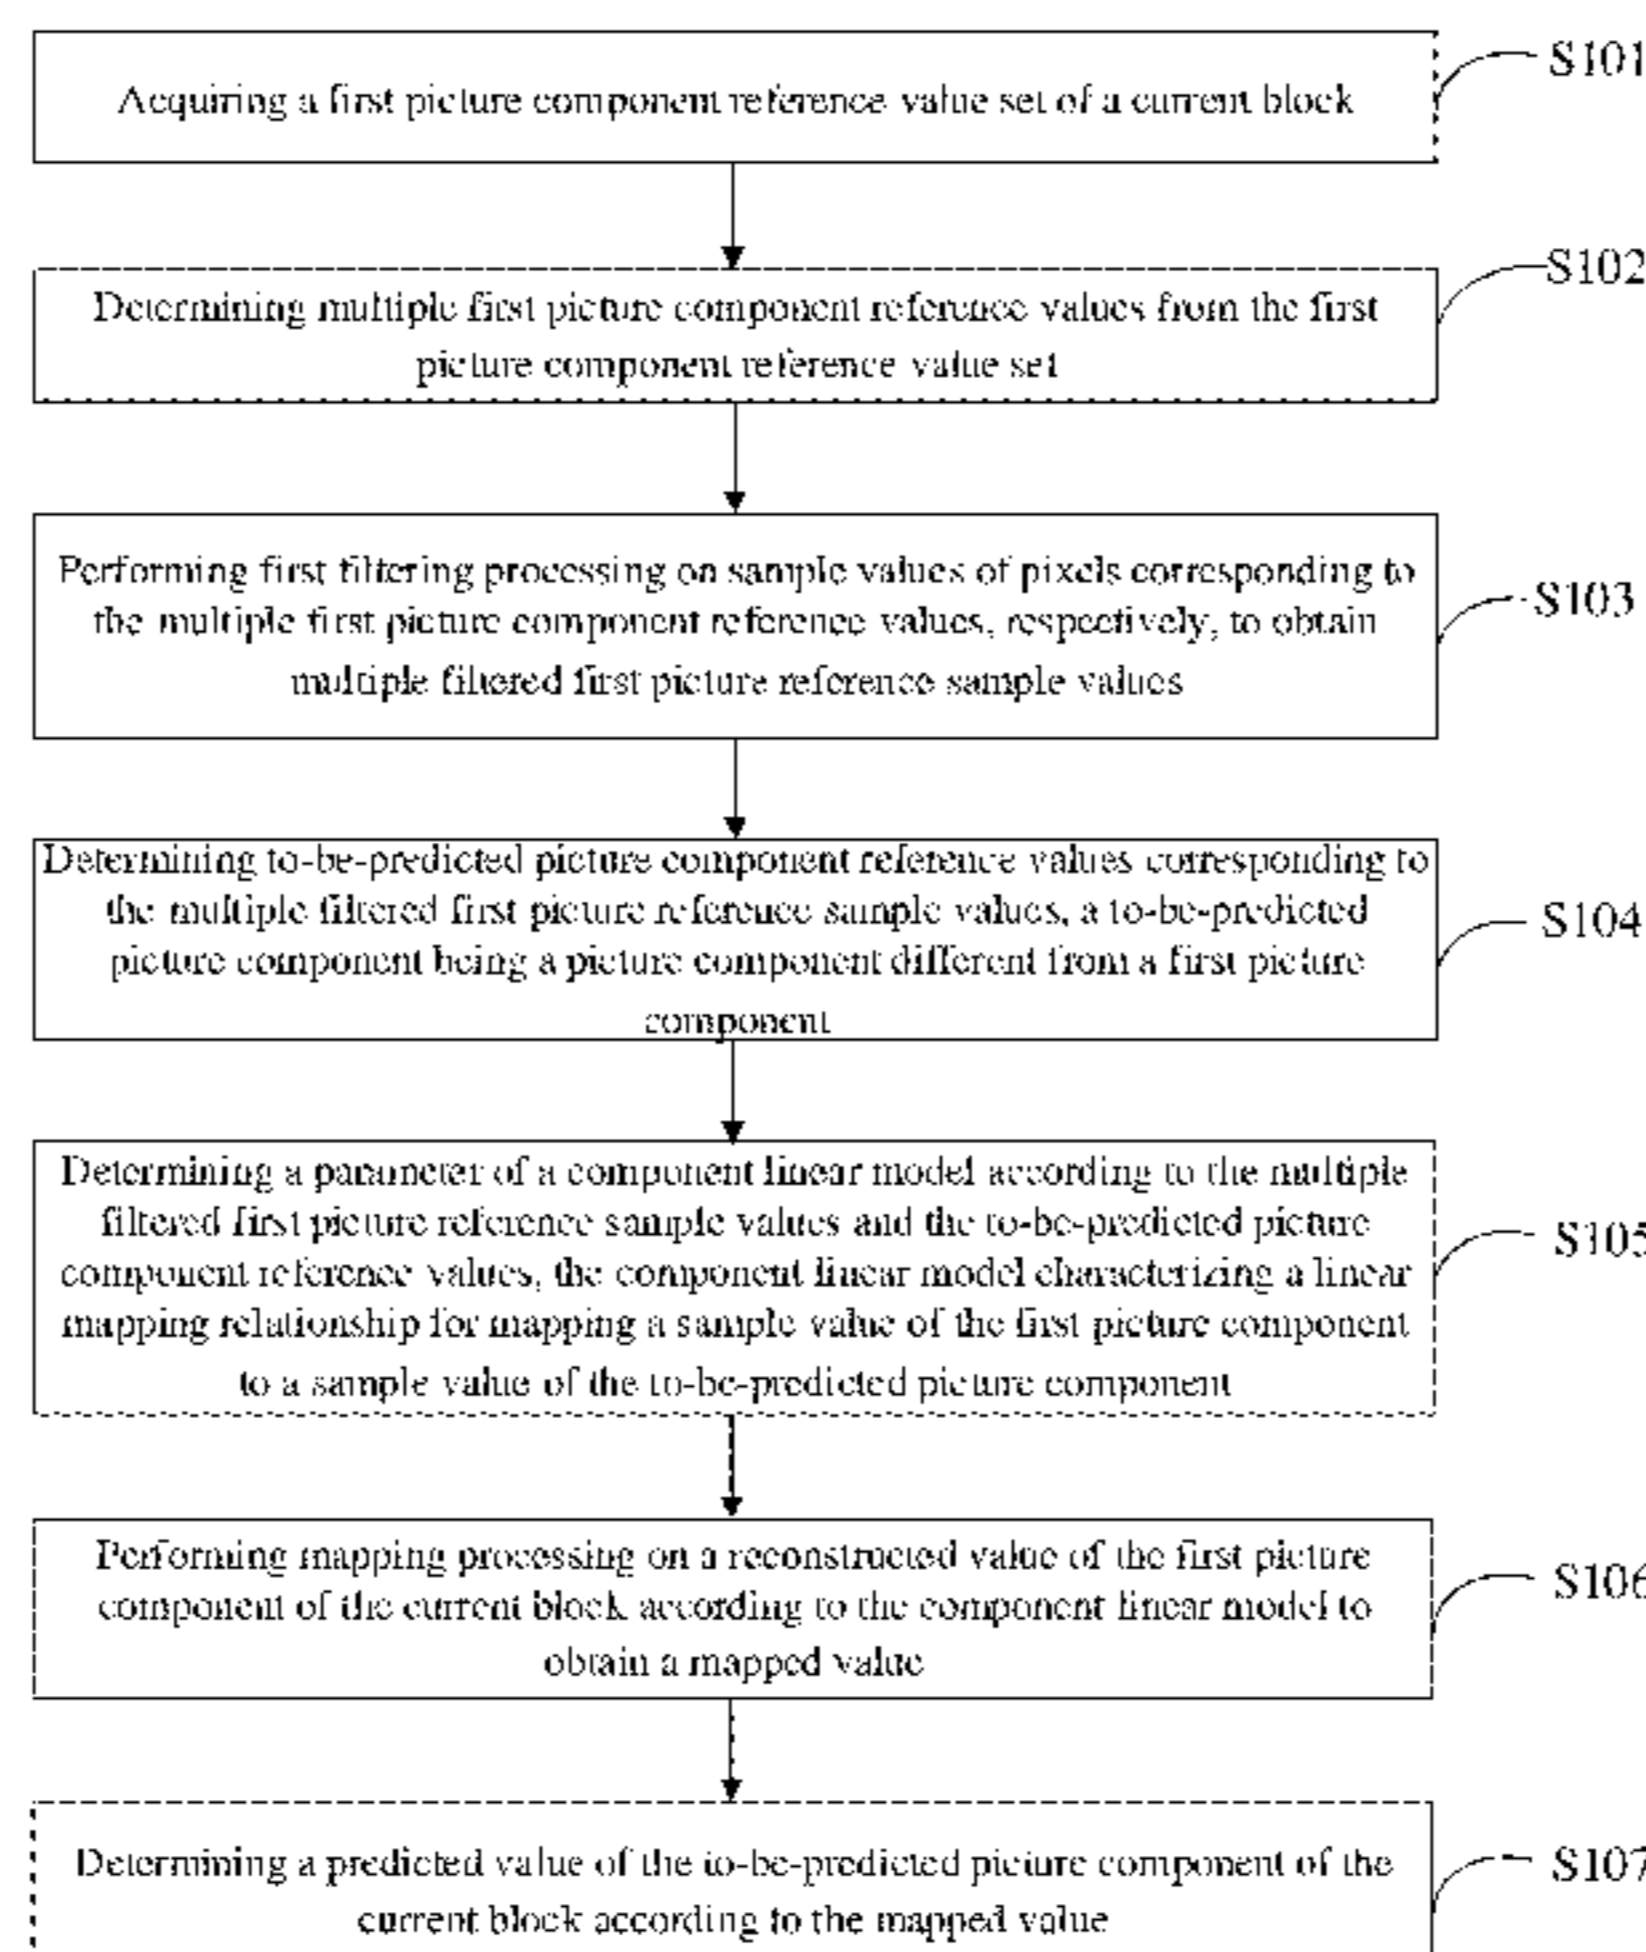 Acquiring a first picture component reference value set of a current block
S101
Determining multiple first picture component reference values from the first
picture component reference value set
S102
Performing first filtering processing on sample values of pixels corresponding to
the multiple first picture component reference values, respectively, to obtain
multiple filtered first picture reference sample values
S103
Determining to-be-predicted picture component reference values corresponding to
the multiple filtered first picture reference sample values, a to-be-predicted
picture component being a picture component different from a first picture
component
S104
Determining a parameter of a component linear model according to the multiple
filtered first picture reference sample values and the to-be-predicted picture
component reference values, the component linear model characterizing a linear
mapping relationship for mapping a sample value of the first picture component
to a sample value of the to-be-predicted picture component
S105
Performing mapping processing on a reconstructed value of the first picture
component of the current block according to the component linear model to
obtain a mapped value
S106
Determining a predicted value of the to-be-predicted picture component of the
current block according to the mapped value
S107